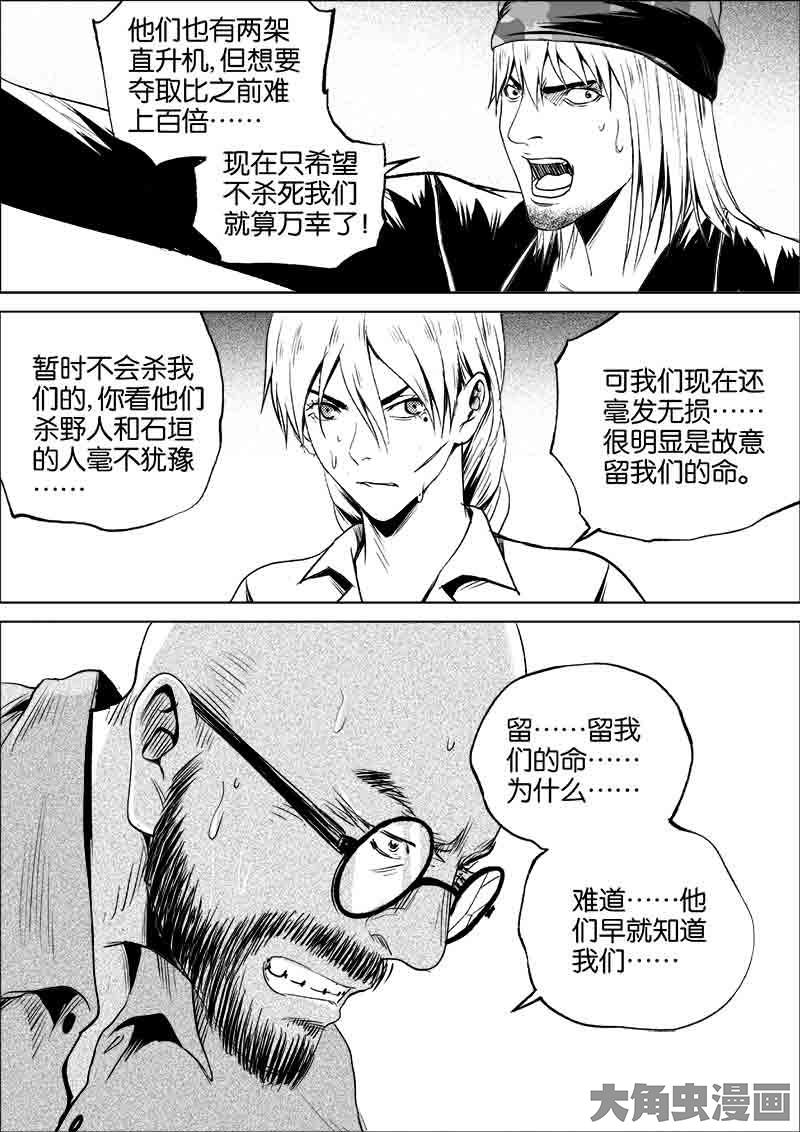 他们也有两架
直升机,但想要
夺取比之前难
上百倍……
现在只希望
不杀死我们
就算万幸了!
暂时不会杀我
们的,你看他们
杀野人和石垣
的人毫不犹豫
……
可我们现在还
毫发无损……
很明显是故意
留我们的命。
留……留我
们的命……
为什么……
难道……他
们早就知道
我们……
大角虫漫画